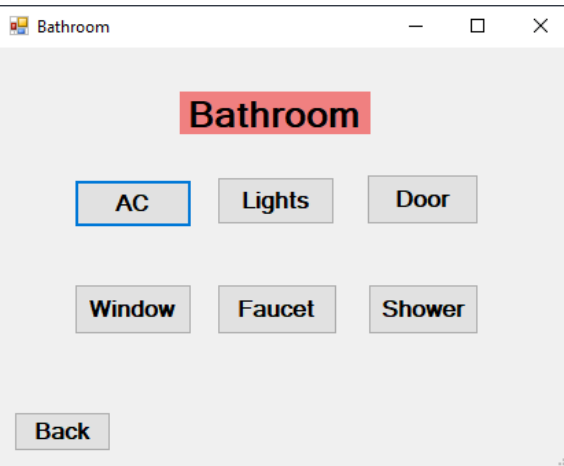 Bathroom
Bathroom
AC Lights Door
Window Faucet Shower
Back